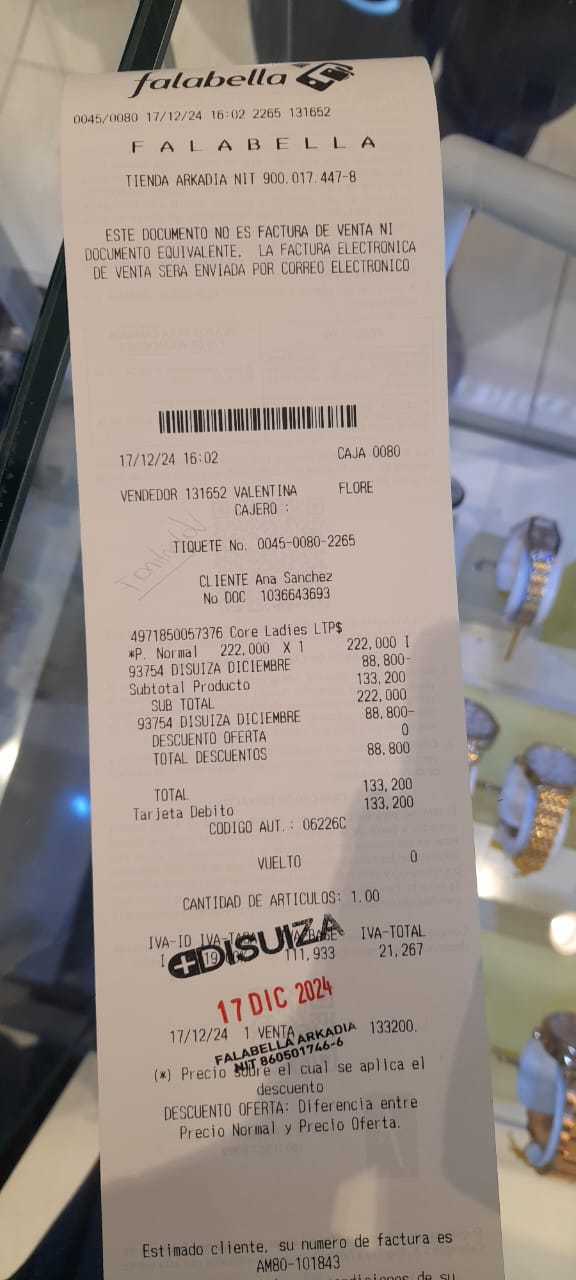 falabella
0045/0080 17/12/24 16:02 2265 131652
F A L A B E L L A
TIENDA ARKADIA NIT 900.017.447-8
ESTE DOCUMENTO NO ES FACTURA DE VENTA NI
DOCUMENTO EQUIVALENTE, LA FACTURA ELECTRONICA
DE VENTA SERA ENVIADA POR CORREO ELECTRONICO
17/12/24 16:02 CAJA 0080
VENDEDOR 131652 VALENTINA FLORE
CAJERO :
TIQUETE No. 0045-0080-2265
CLIENTE Ana Sanchez
No DOC 1036643693
4971850057376 Core Ladies LTP$
*P. Normal 222,000 X 1 222,000 I
93754 DISUIZA DICIEMBRE 88,800-
Subtotal Producto 133,200
SUB TOTAL 222,000
93754 DISUIZA DICIEMBRE 88,800-
DESCUENTO OFERTA 0
TOTAL DESCUENTOS 88,800
TOTAL 133,200
Tarjeta Debito 133,200
CODIGO AUT.: 06226C
VUELTO 0
CANTIDAD DE ARTICULOS: 1.00
IVA-ID IVA-TASA IVA-BASE IVA-TOTAL
I 19 111,933 21,267
DISUIZA
17 DIC 2024
17/12/24 1 VENTA 133200.
FALABELLA ARKADIA
NIT 860501746-6
(*) Precio sobre el cual se aplica el
descuento
DESCUENTO OFERTA: Diferencia entre
Precio Normal y Precio Oferta.
Estimado cliente, su numero de factura es
AM80-101843
de su